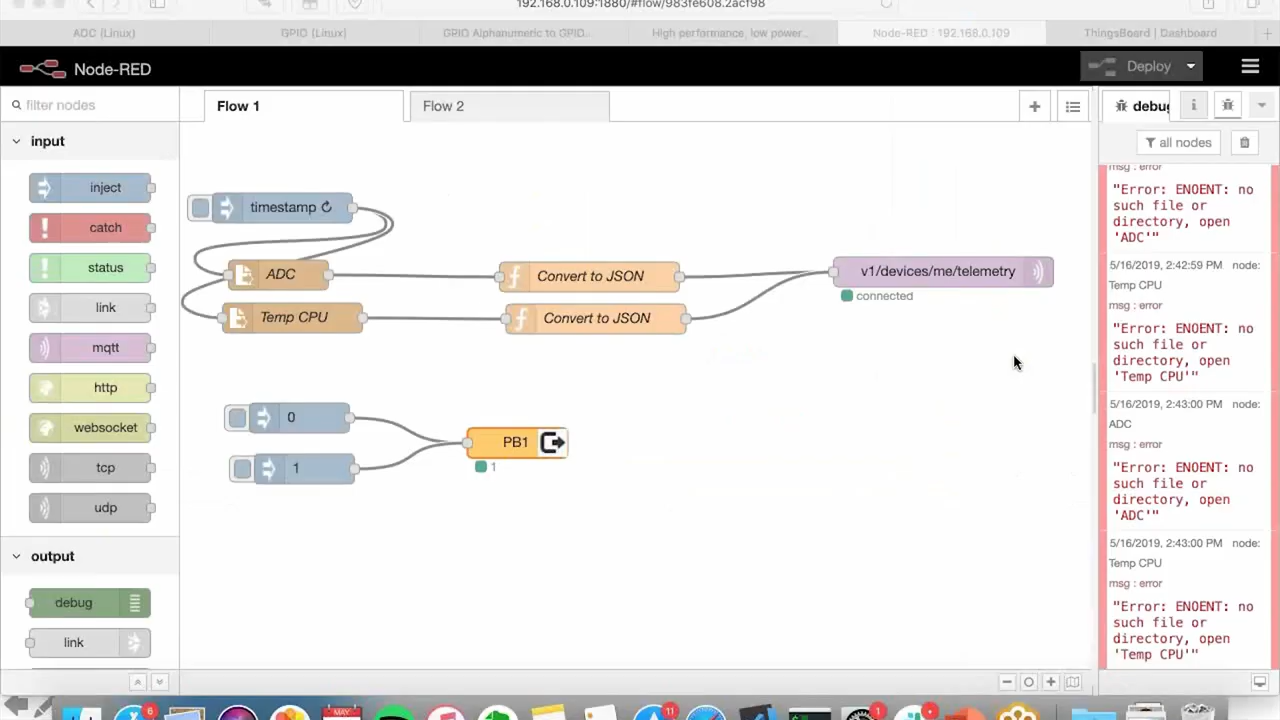 192.168.0.109:1880/#flow/983fe608.2acf98
ADC (Linux)
GPIO (Linux)
GRID Alphanumeric to GPIO...
High performance, low power...
Node-RED : 192.168.0.109
ThingsBoard | Dashboard
Node-RED
Deploy
filter nodes
Flow 1
Flow 2
debug
i
all nodes
input
inject
catch
status
link
mqtt
http
websocket
tcp
udp
output
debug
link
timestamp ↻
ADC
Temp CPU
Convert to JSON
Convert to JSON
v1/devices/me/telemetry
connected
0
1
PB1
1
msg : error
"Error: ENOENT: no
such file or
directory, open
'ADC'"
5/16/2019, 2:42:59 PM node:
Temp CPU
msg : error
"Error: ENOENT: no
such file or
directory, open
'Temp CPU'"
5/16/2019, 2:43:00 PM node:
ADC
msg : error
"Error: ENOENT: no
such file or
directory, open
'ADC'"
5/16/2019, 2:43:00 PM node:
Temp CPU
msg : error
"Error: ENOENT: no
such file or
directory, open
'Temp CPU'"
6
MAY
11
1